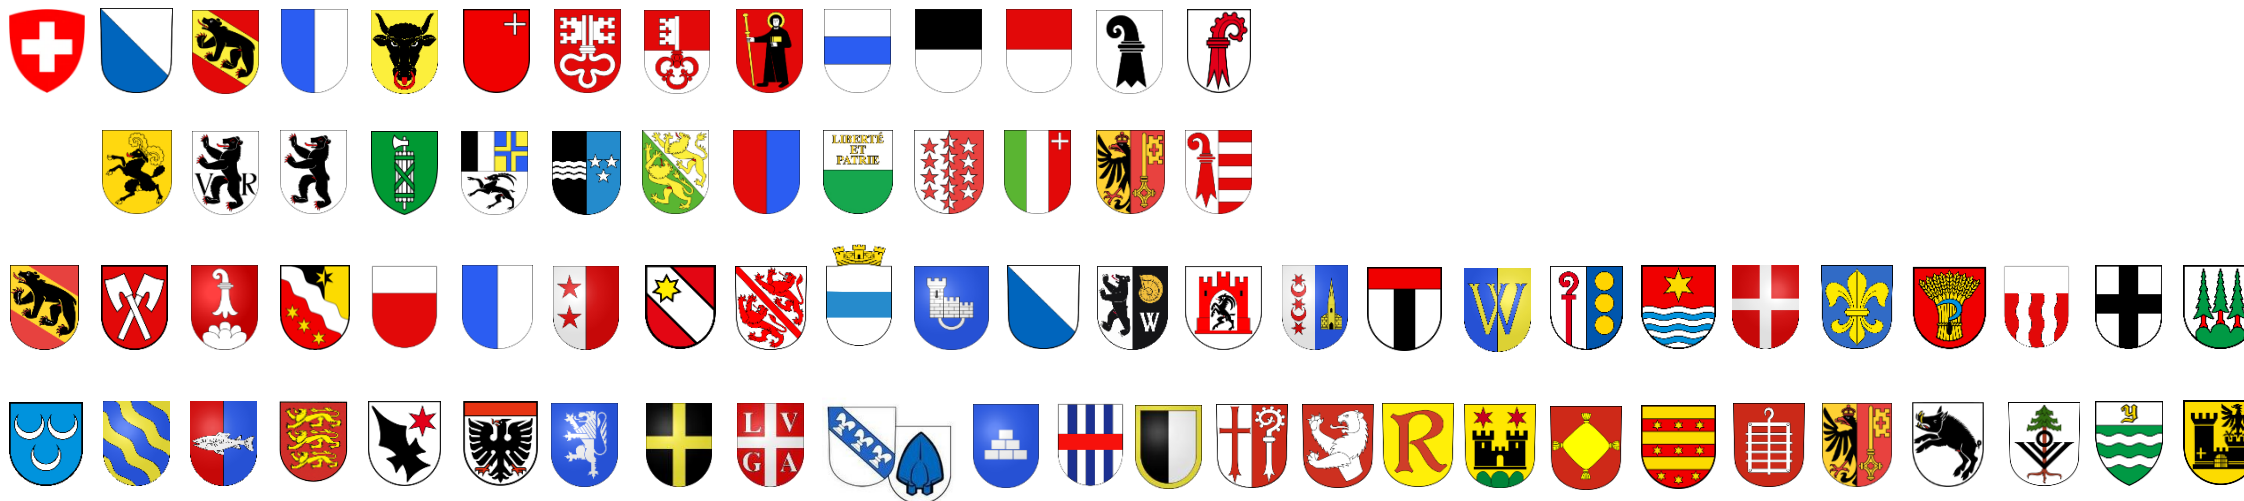 V R
LIBERTÉ
ET
PATRIE
W
W
L V
G A
R
Y